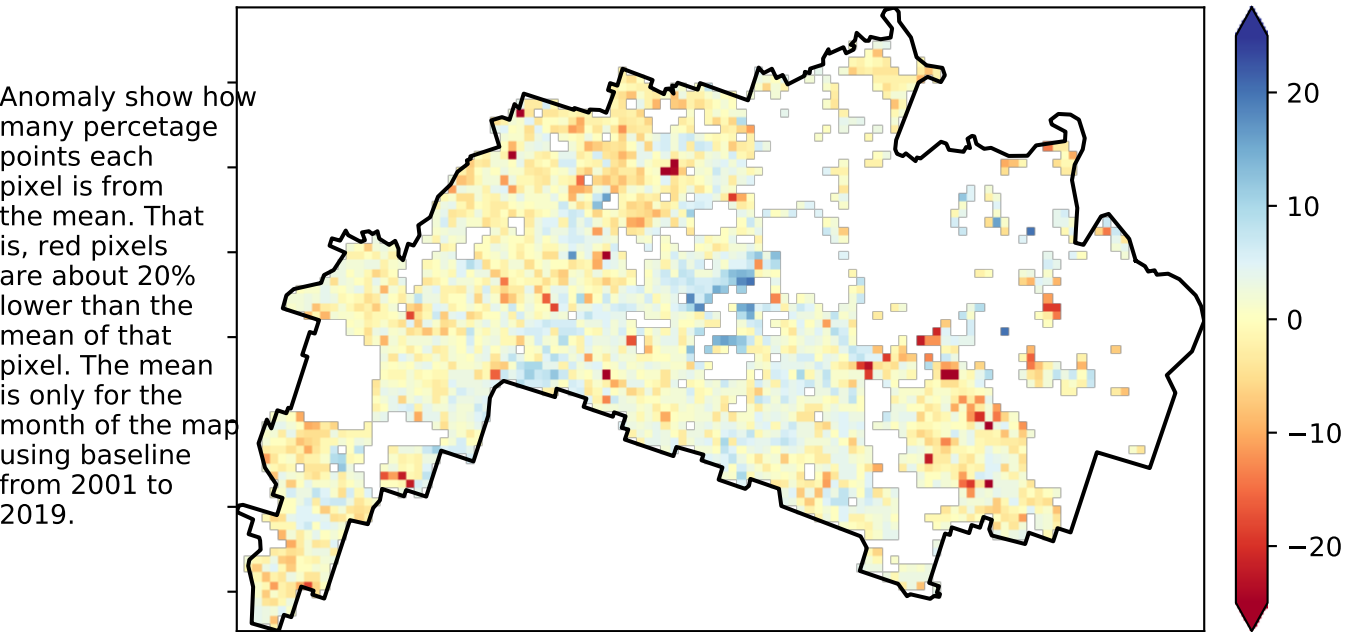 Anomaly show how
many percetage
points each
pixel is from
the mean. That
is, red pixels
are about 20%
lower than the
mean of that
pixel. The mean
is only for the
month of the map
using baseline
from 2001 to
2019.
20
10
0
−10
−20